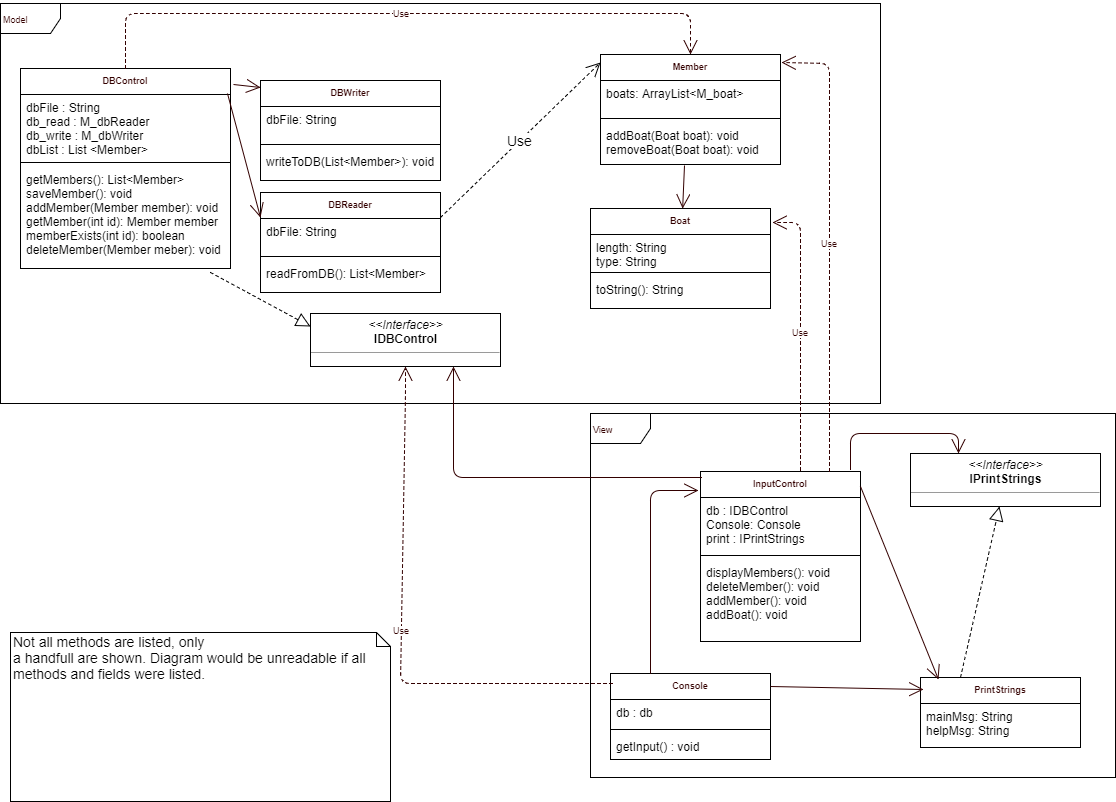 Model
Use
DBControl
dbFile : String
db_read : M_dbReader
db_write : M_dbWriter
dbList : List <Member>
getMembers(): List<Member>
saveMember(): void
addMember(Member member): void
getMember(int id): Member member
memberExists(int id): boolean
deleteMember(Member meber): void
DBWriter
dbFile: String
writeToDB(List<Member>): void
DBReader
dbFile: String
readFromDB(): List<Member>
Use
Member
boats: ArrayList<M_boat>
addBoat(Boat boat): void
removeBoat(Boat boat): void
Boat
length: String
type: String
toString(): String
Use
Use
<<Interface>>
IDBControl
View
InputControl
db : IDBControl
Console: Console
print : IPrintStrings
displayMembers(): void
deleteMember(): void
addMember(): void
addBoat(): void
<<Interface>>
IPrintStrings
Use
Console
db : db
getInput() : void
PrintStrings
mainMsg: String
helpMsg: String
Not all methods are listed, only
a handfull are shown. Diagram would be unreadable if all
methods and fields were listed.